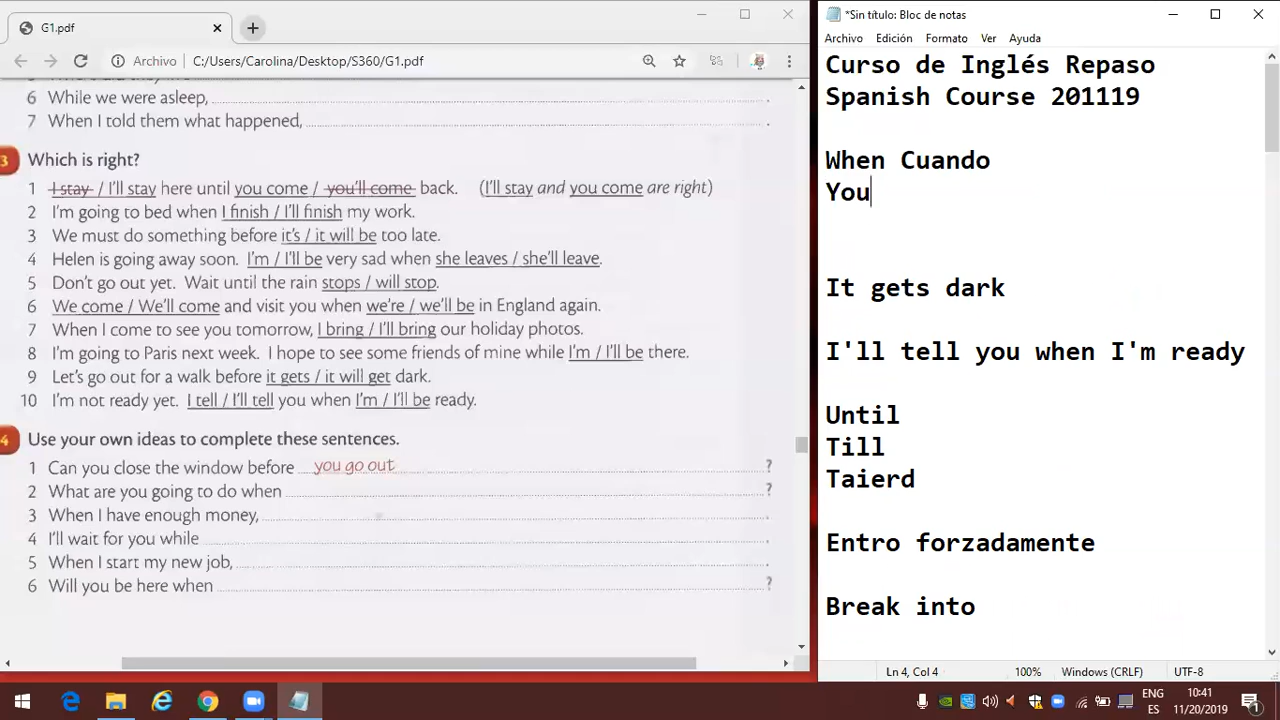 G1.pdf
Archivo C:/Users/Carolina/Desktop/S360/G1.pdf
6 While we were asleep, .
7 When I told them what happened, .
3 Which is right?
1 I stay / I'll stay here until you come / you'll come back. (I'll stay and you come are right)
2 I'm going to bed when I finish / I'll finish my work.
3 We must do something before it's / it will be too late.
4 Helen is going away soon. I'm / I'll be very sad when she leaves / she'll leave.
5 Don't go out yet. Wait until the rain stops / will stop.
6 We come / We'll come and visit you when we're / we'll be in England again.
7 When I come to see you tomorrow, I bring / I'll bring our holiday photos.
8 I'm going to Paris next week. I hope to see some friends of mine while I'm / I'll be there.
9 Let's go out for a walk before it gets / it will get dark.
10 I'm not ready yet. I tell / I'll tell you when I'm / I'll be ready.
4 Use your own ideas to complete these sentences.
1 Can you close the window before you go out ?
2 What are you going to do when ?
3 When I have enough money, .
4 I'll wait for you while .
5 When I start my new job, .
6 Will you be here when ?
*Sin título: Bloc de notas
Archivo Edición Formato Ver Ayuda
Curso de Inglés Repaso
Spanish Course 201119
When Cuando
You
It gets dark
I'll tell you when I'm ready
Until
Till
Taierd
Entro forzadamente
Break into
Ln 4, Col 4 100% Windows (CRLF) UTF-8
ENG
ES
10:41
11/20/2019
1